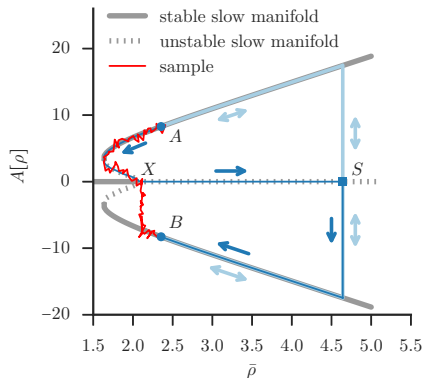 stable slow manifold
unstable slow manifold
sample
20
10
0
−10
−20
A[ρ]
A
X
S
B
1.5 2.0 2.5 3.0 3.5 4.0 4.5 5.0 5.5
ρ̄